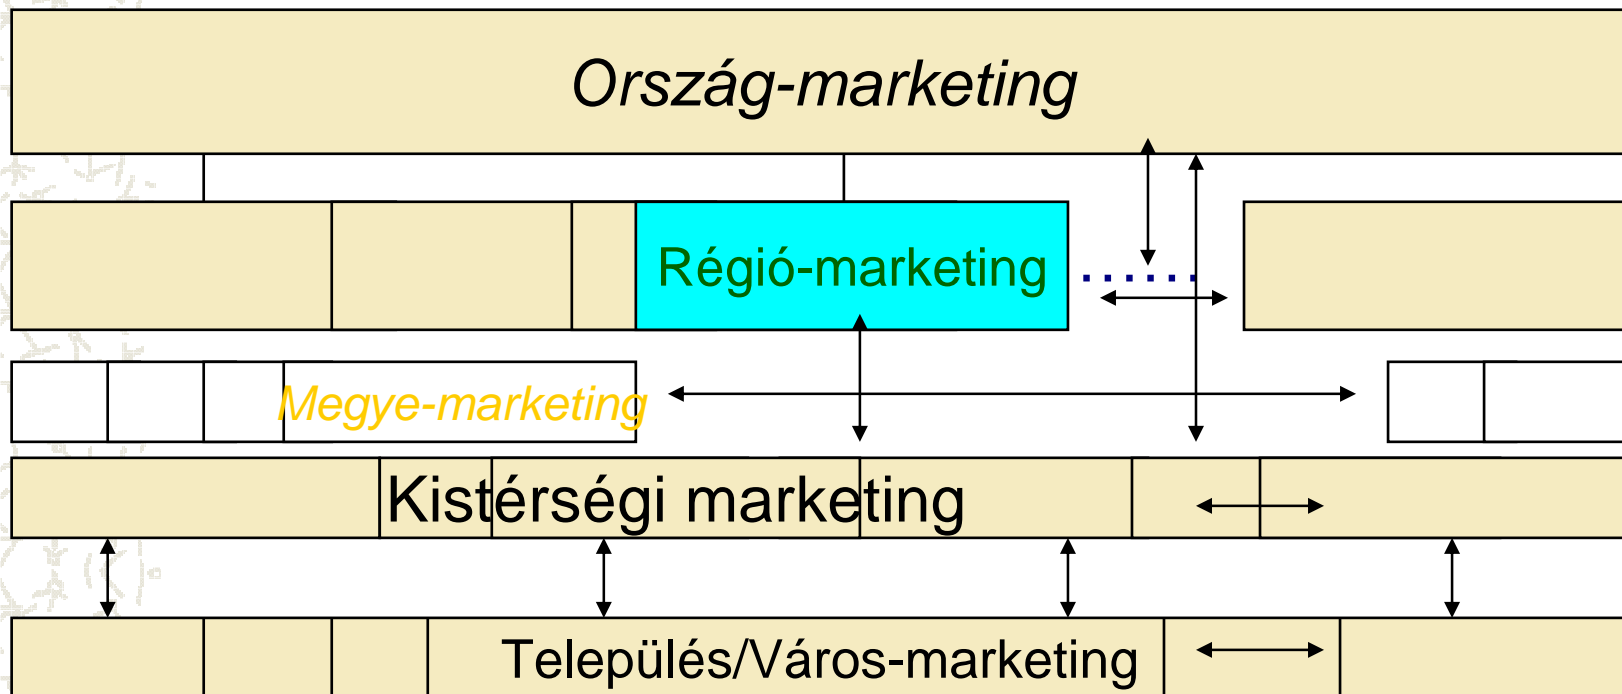 Ország-marketing
Régió-marketing ......
Megye-marketing
Kistérségi marketing
Település/Város-marketing